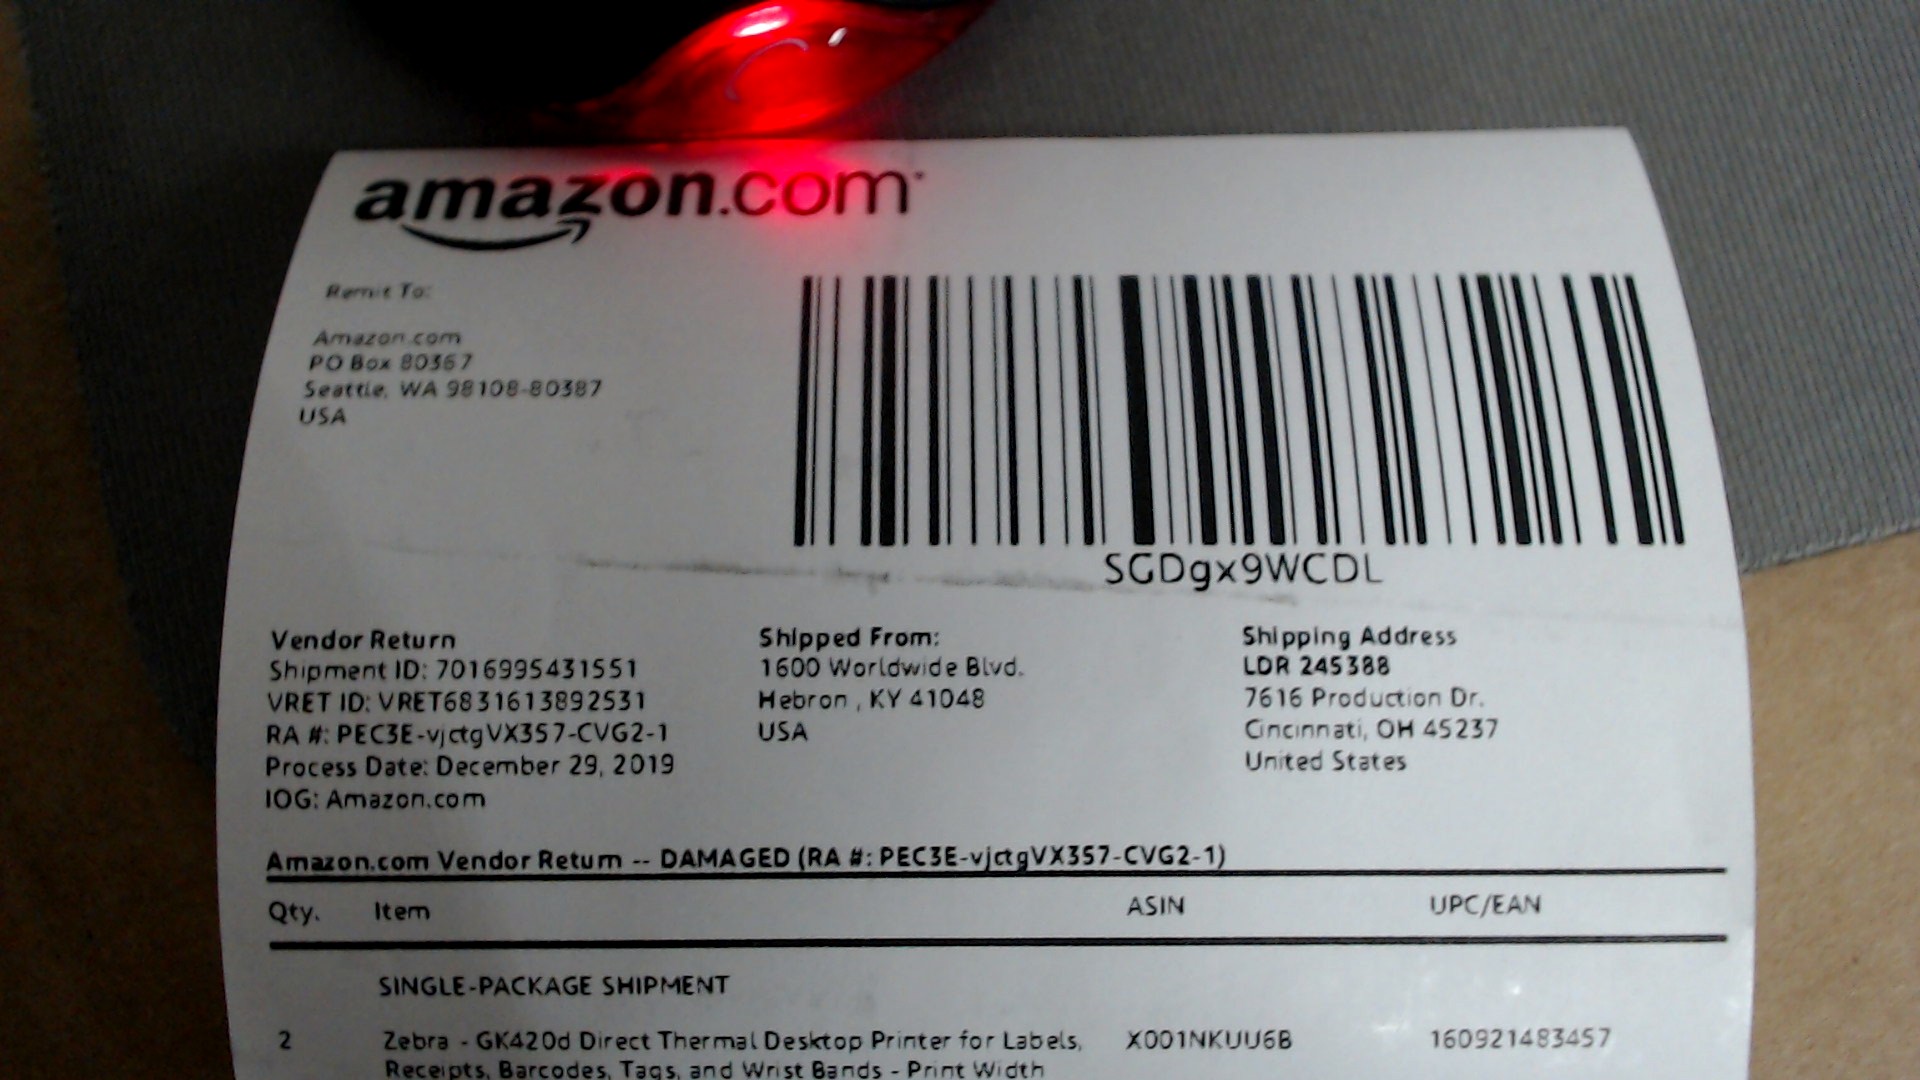 amazon.com
Remit To:
Amazon.com
PO Box 80367
Seattle, WA 98108-80387
USA
SGDgx9WCDL
Vendor Return
Shipment ID: 7016995431551
VRET ID: VRET6831613892531
RA #: PEC3E-vjctgVX357-CVG2-1
Process Date: December 29, 2019
IOG: Amazon.com
Shipped From:
1600 Worldwide Blvd.
Hebron , KY 41048
USA
Shipping Address
LDR 245388
7616 Production Dr.
Cincinnati, OH 45237
United States
Amazon.com Vendor Return -- DAMAGED (RA #: PEC3E-vjctgVX357-CVG2-1)
Qty. Item ASIN UPC/EAN
SINGLE-PACKAGE SHIPMENT
2 Zebra - GK420d Direct Thermal Desktop Printer for Labels, X001NKUU6B 160921483457
Receipts, Barcodes, Tags, and Wrist Bands - Print Width